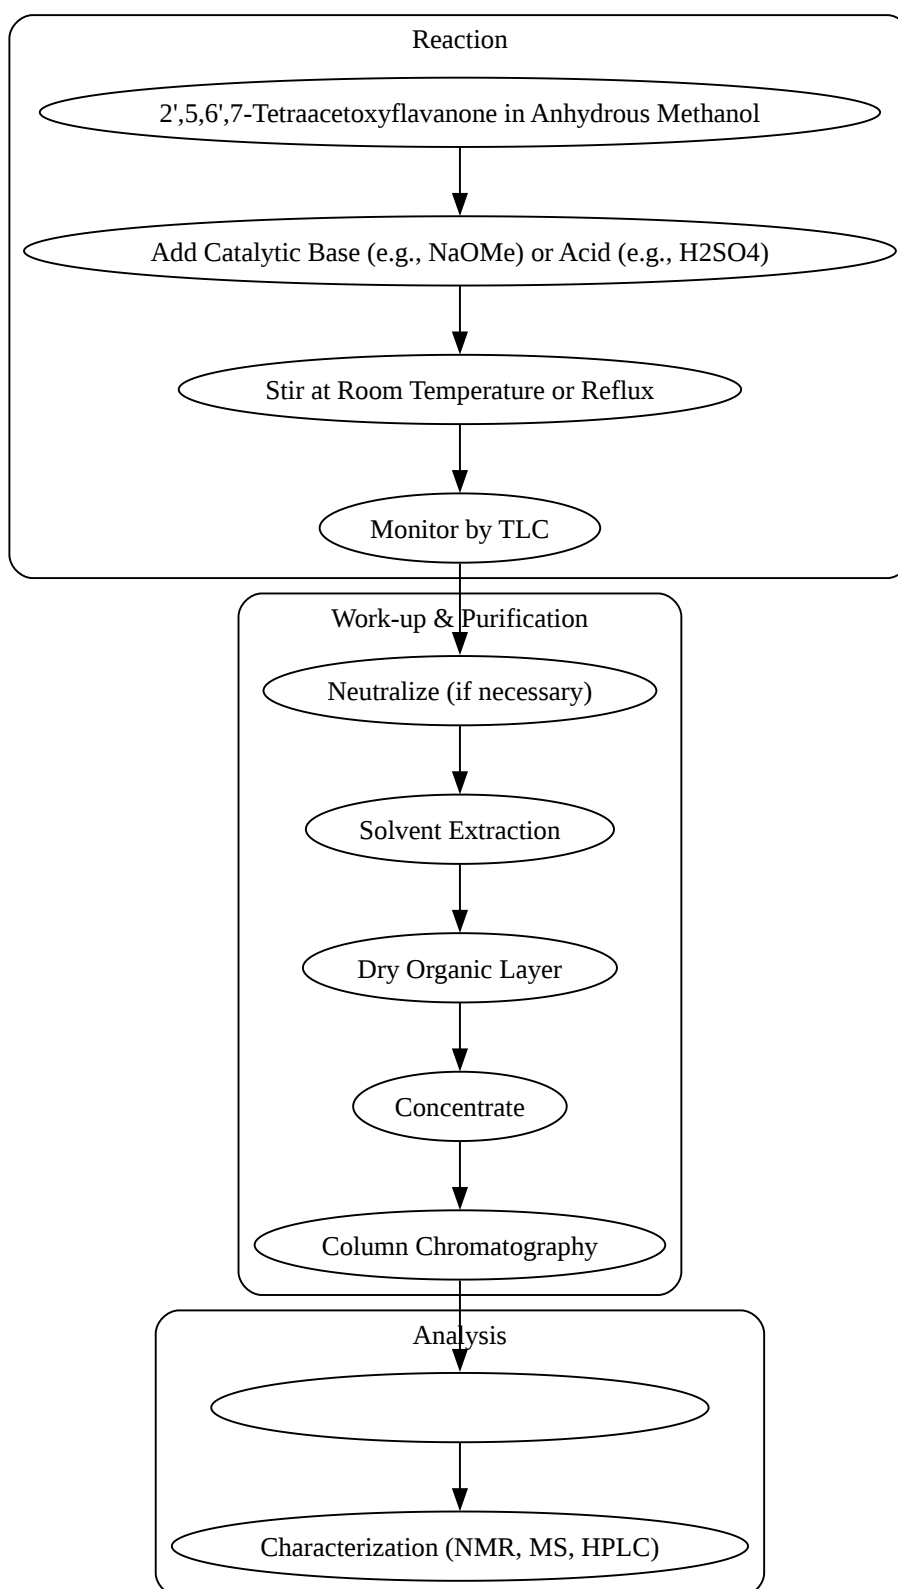 Reaction
2',5,6',7-Tetraacetoxyflavanone in Anhydrous Methanol
Add Catalytic Base (e.g., NaOMe) or Acid (e.g., H2SO4)
Stir at Room Temperature or Reflux
Monitor by TLC
Work-up & Purification
Neutralize (if necessary)
Solvent Extraction
Dry Organic Layer
Concentrate
Column Chromatography
Analysis
Characterization (NMR, MS, HPLC)